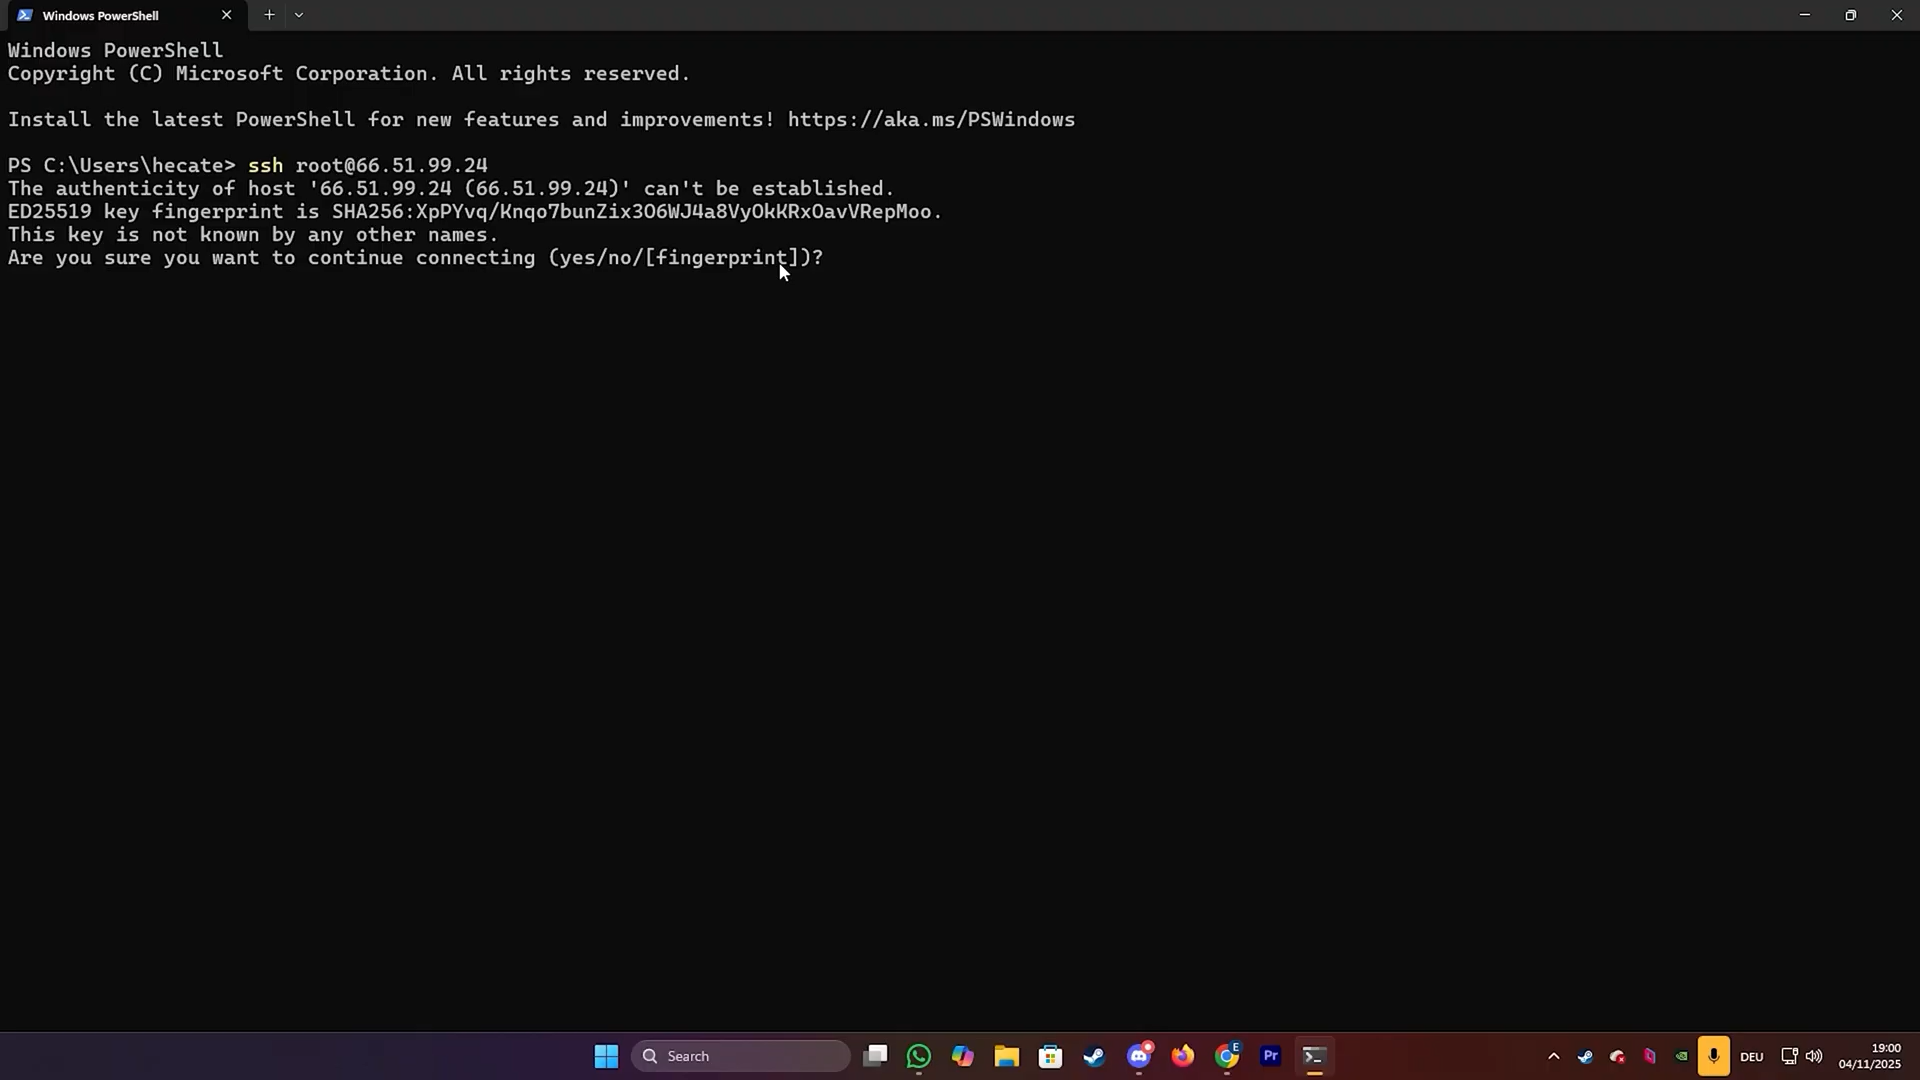 Windows PowerShell
Windows PowerShell
Copyright (C) Microsoft Corporation. All rights reserved.
Install the latest PowerShell for new features and improvements! https://aka.ms/PSWindows
PS C:\Users\hecate> ssh root@66.51.99.24
The authenticity of host '66.51.99.24 (66.51.99.24)' can't be established.
ED25519 key fingerprint is SHA256:XpPYvq/Knqo7bunZix3O6WJ4a8VyOkKRxOavVRepMoo.
This key is not known by any other names.
Are you sure you want to continue connecting (yes/no/[fingerprint])?
Search
E
Pr
DEU
19:00
04/11/2025